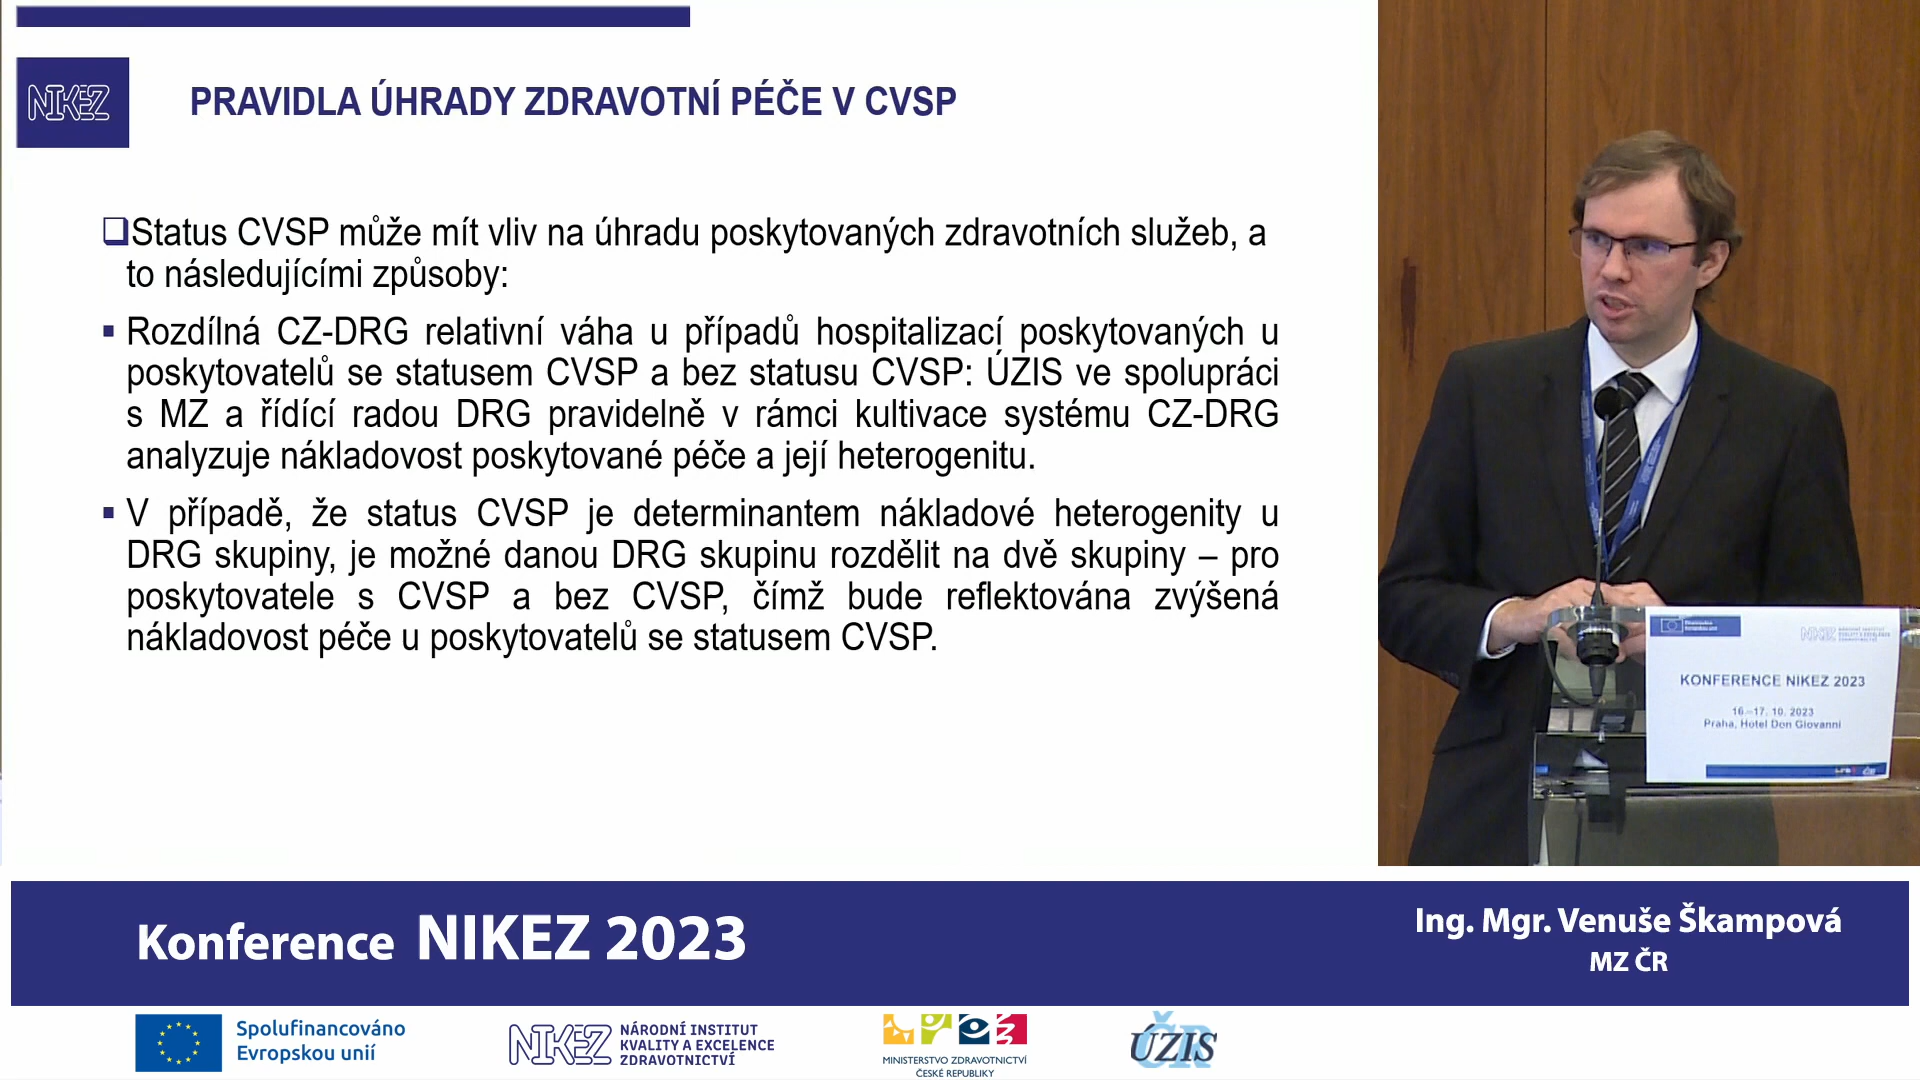 NIKEZ
PRAVIDLA ÚHRADY ZDRAVOTNÍ PÉČE V CVSP
Status CVSP může mít vliv na úhradu poskytovaných zdravotních služeb, a
to následujícími způsoby:
Rozdílná CZ-DRG relativní váha u případů hospitalizací poskytovaných u
poskytovatelů se statusem CVSP a bez statusu CVSP: ÚZIS ve spolupráci
s MZ a řídící radou DRG pravidelně v rámci kultivace systému CZ-DRG
analyzuje nákladovost poskytované péče a její heterogenitu.
V případě, že status CVSP je determinantem nákladové heterogenity u
DRG skupiny, je možné danou DRG skupinu rozdělit na dvě skupiny – pro
poskytovatele s CVSP a bez CVSP, čímž bude reflektována zvýšená
nákladovost péče u poskytovatelů se statusem CVSP.
KONFERENCE NIKEZ 2023
16.-17. 10. 2023
Praha, Hotel Don Giovanni
Konference NIKEZ 2023
Ing. Mgr. Venuše Škampová
MZ ČR
Spolufinancováno
Evropskou unií
NIKEZ
NÁRODNÍ INSTITUT
KVALITY A EXCELENCE
ZDRAVOTNICTVÍ
MINISTERSTVO ZDRAVOTNICTVÍ
ČESKÉ REPUBLIKY
ÚZIS
ČR